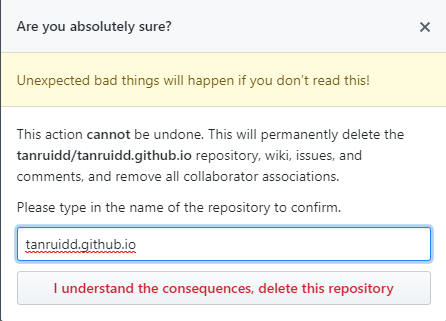 Are you absolutely sure?
Unexpected bad things will happen if you don’t read this!
This action cannot be undone. This will permanently delete the
tanruidd/tanruidd.github.io repository, wiki, issues, and
comments, and remove all collaborator associations.
Please type in the name of the repository to confirm.
tanruidd.github.io
I understand the consequences, delete this repository